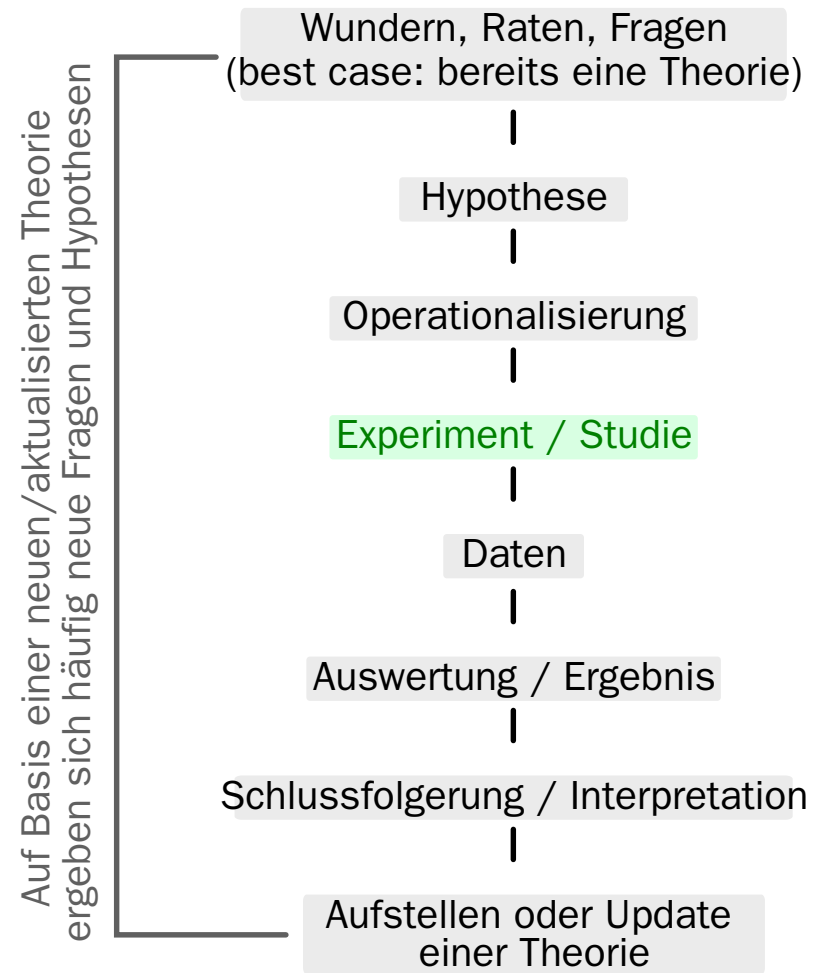 Wundern, Raten, Fragen
(best case: bereits eine Theorie)
Hypothese
Operationalisierung
Experiment / Studie
Daten
Auswertung / Ergebnis
Schlussfolgerung / Interpretation
Aufstellen oder Update
einer Theorie
Auf Basis einer neuen/aktualisierten Theorie
ergeben sich häufig neue Fragen und Hypothesen